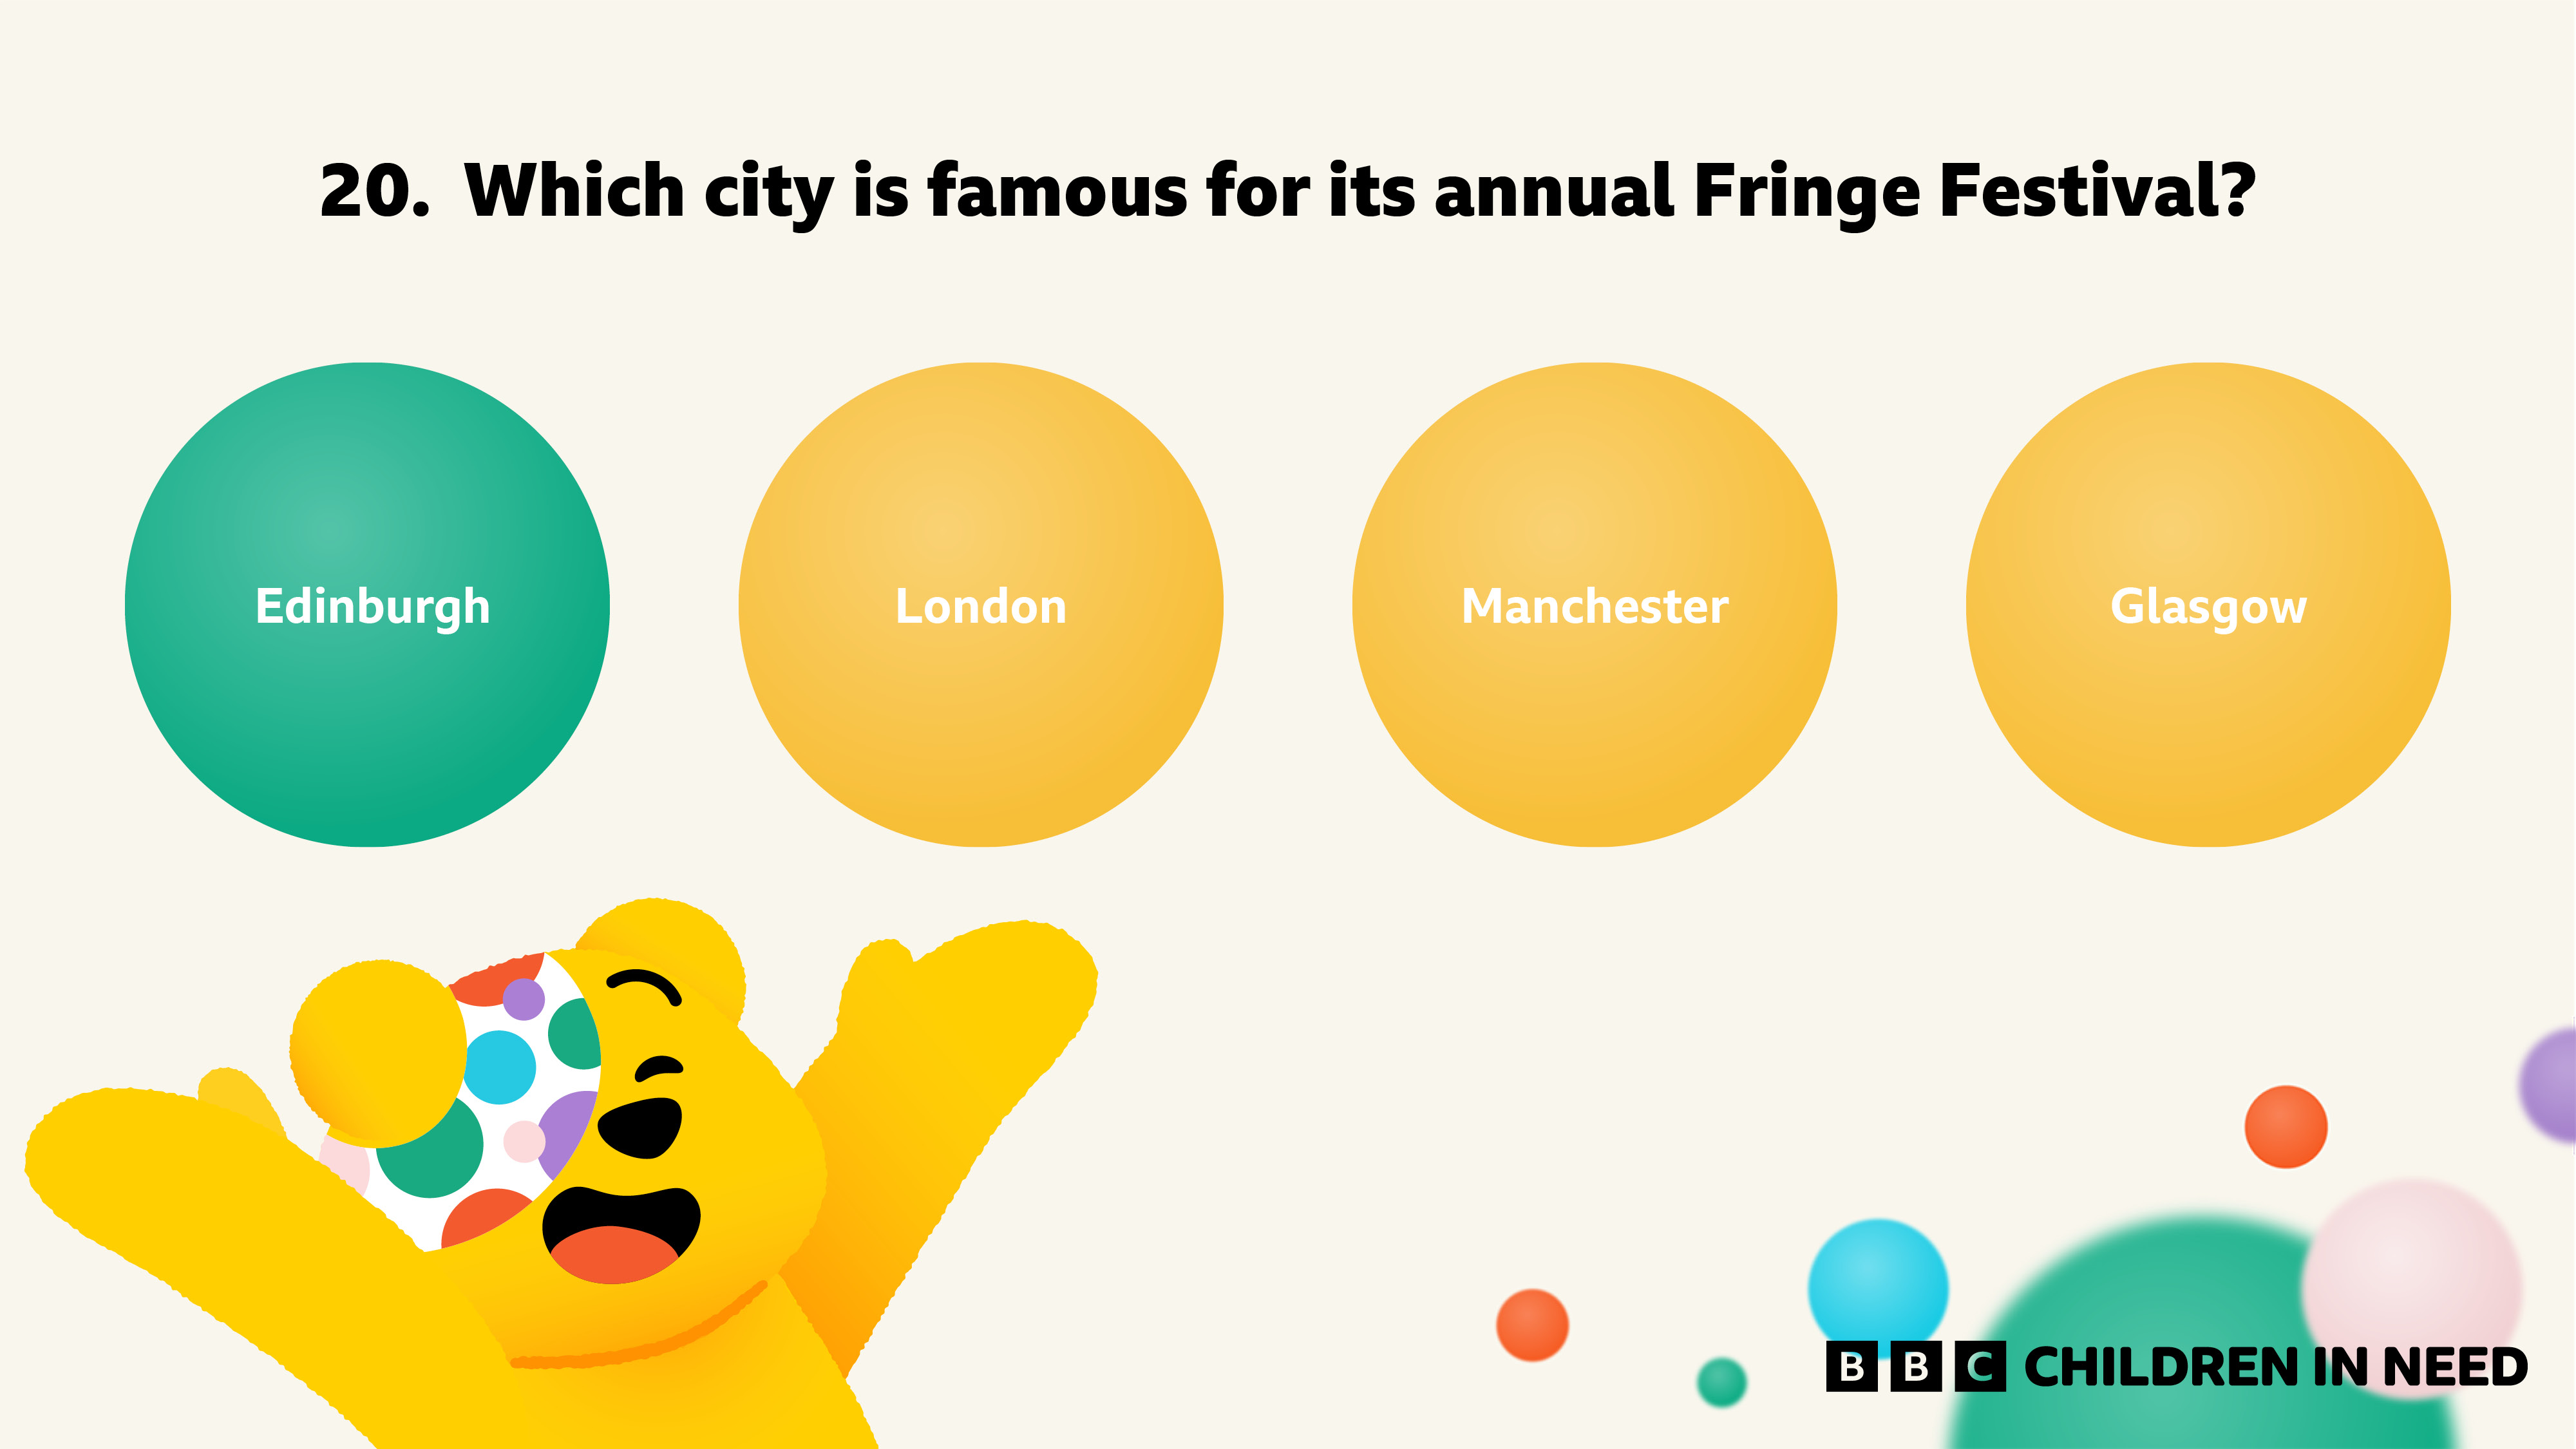 20. Which city is famous for its annual Fringe Festival?
Edinburgh
London
Manchester
Glasgow
BBC CHILDREN IN NEED